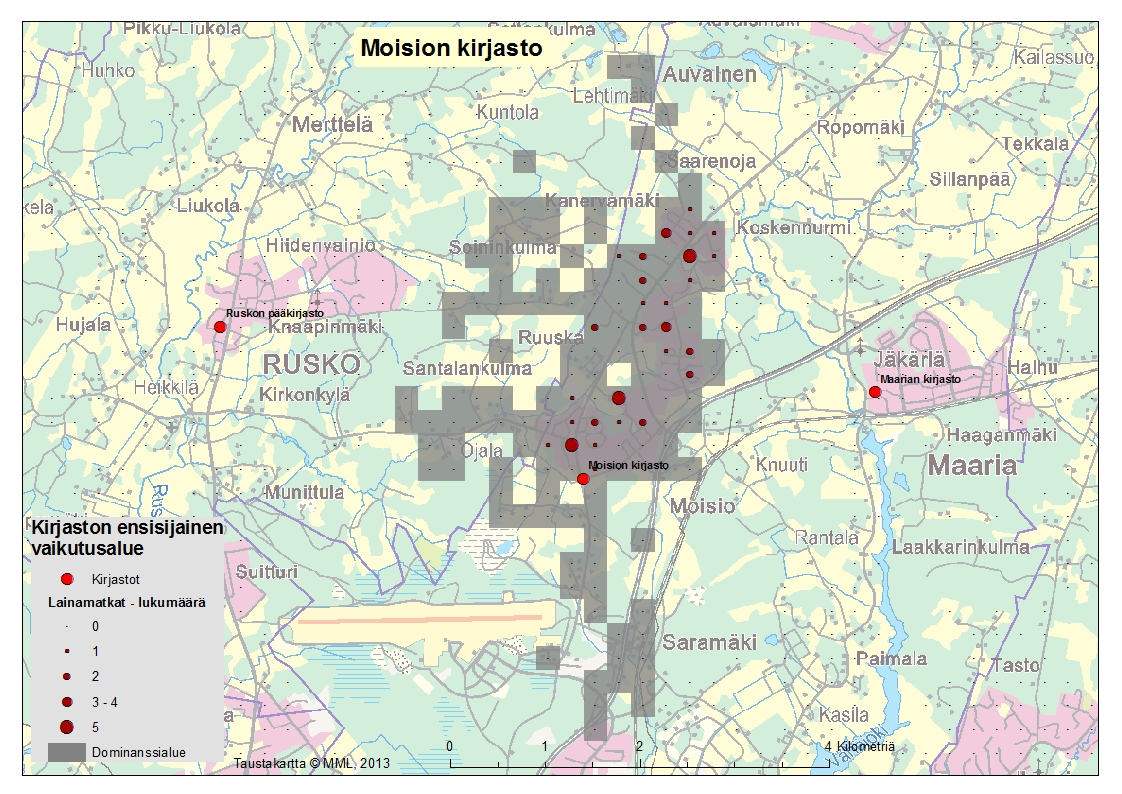 Pikku-Liukola
Moision kirjasto
Kailassuo
Huhko
Auvainen
Lehtimäki
Kuntola
Merttelä
Ropomäki
Tekkala
Saarenoja
Sillanpää
Liukola
Kanervamäki
Koskennurmi
Hiidenvainio
Soininkulma
Ruskon pääkirjasto
Hujala
Knaapinmäki
Ruuska
Jäkärlä
RUSKO
Santalankulma
Halhu
Maarian kirjasto
Heikkilä
Kirkonkylä
Haaganmäki
Ojala
Moision kirjasto
Knuuti
Maaria
Munittula
Moisio
Kirjaston ensisijainen
vaikutusalue
Rantala
Laakkarinkulma
Suitturi
Kirjastot
Lainamatkat - lukumäärä
0
1
2
3 - 4
5
Dominanssialue
Saramäki
Paimala
Tasto
Kasila
0 1 2 4 Kilometriä
Taustakartta © MML, 2013